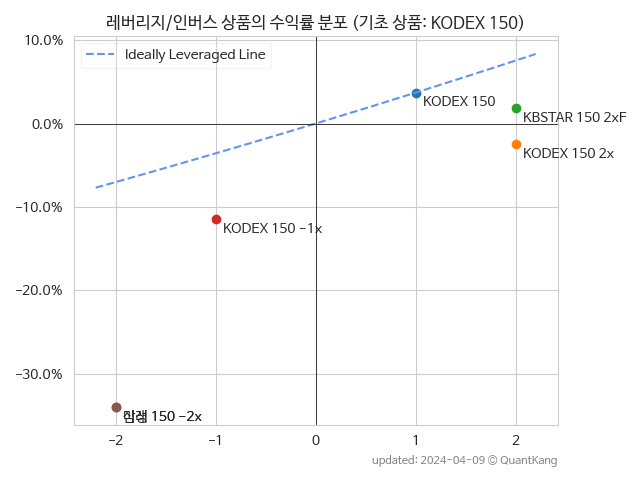 레버리지/인버스 상품의 수익률 분포 (기초 상품: KODEX 150)
10.0%
Ideally Leveraged Line
KODEX 150
KBSTAR 150 2xF
0.0%
KODEX 150 2x
−10.0%
KODEX 150 -1x
−20.0%
−30.0%
150 -2x
−2
−1
0
1
2
updated: 2024-04-09 © QuantKang